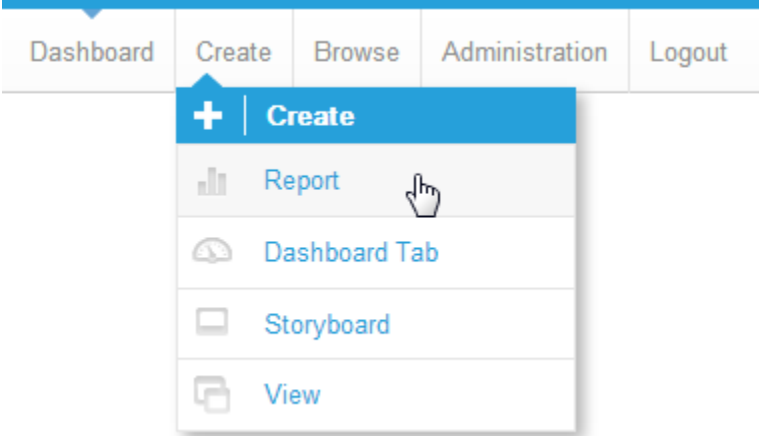 Dashboard Create Browse Administration Logout
Create
Report
Dashboard Tab
Storyboard
View